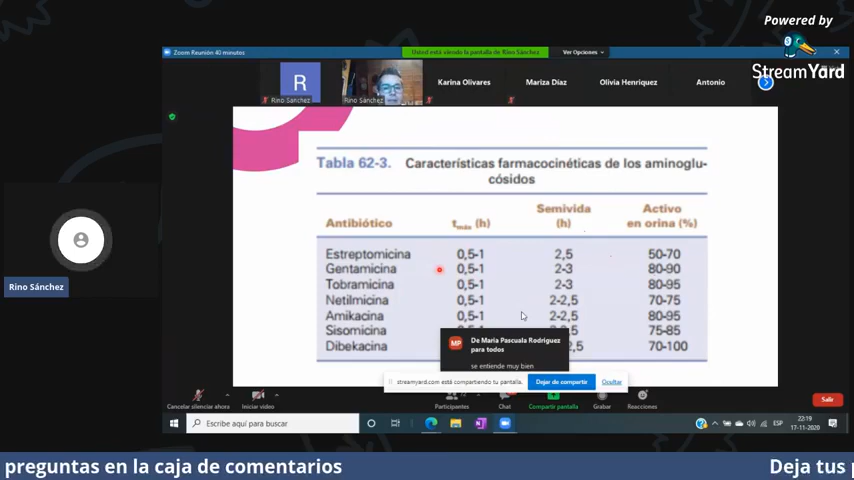 Powered by
StreamYard
Zoom Reunión 40 minutos
Usted está viendo la pantalla de Rino Sánchez
Ver Opciones
R
Rino Sánchez
Rino Sánchez
Karina Olivares
Mariza Díaz
Olivia Henriquez
Antonio
Tabla 62-3. Características farmacocinéticas de los aminoglu-
cósidos
Antibiótico tmáx (h) Semivida (h) Activo en orina (%)
Estreptomicina 0,5-1 2,5 50-70
Gentamicina 0,5-1 2-3 80-90
Tobramicina 0,5-1 2-3 80-95
Netilmicina 0,5-1 2-2,5 70-75
Amikacina 0,5-1 2-2,5 80-95
Sisomicina 75-85
Dibekacina 70-100
MP
De Maria Pascuala Rodriguez
para todos
se entiende muy bien
streamyard.com está compartiendo tu pantalla.
Dejar de compartir
Ocultar
Rino Sánchez
Cancelar silenciar ahora
Iniciar video
Participantes
Chat
Compartir pantalla
Grabar
Reacciones
Salir
Escribe aquí para buscar
ESP
22:19
17-11-2020
preguntas en la caja de comentarios
Deja tus